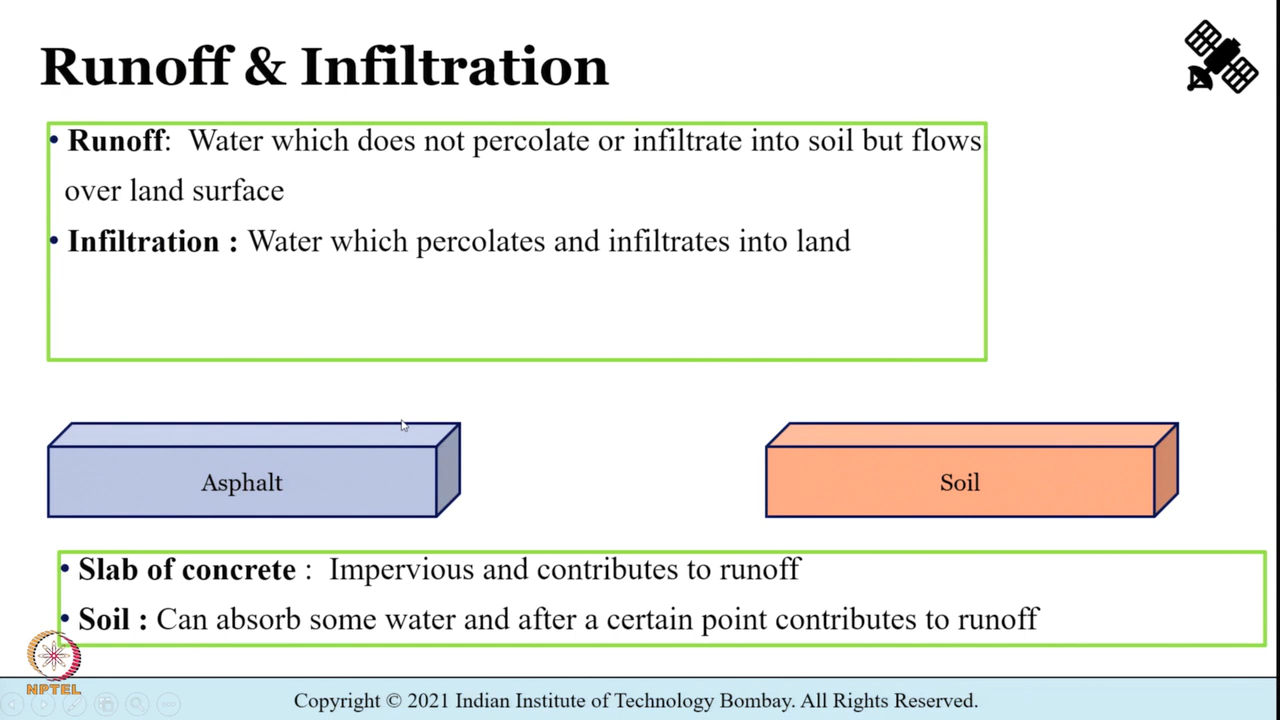 Runoff & Infiltration
• Runoff: Water which does not percolate or infiltrate into soil but flows
over land surface
• Infiltration : Water which percolates and infiltrates into land
Asphalt
Soil
• Slab of concrete : Impervious and contributes to runoff
• Soil : Can absorb some water and after a certain point contributes to runoff
NPTEL
Copyright © 2021 Indian Institute of Technology Bombay. All Rights Reserved.